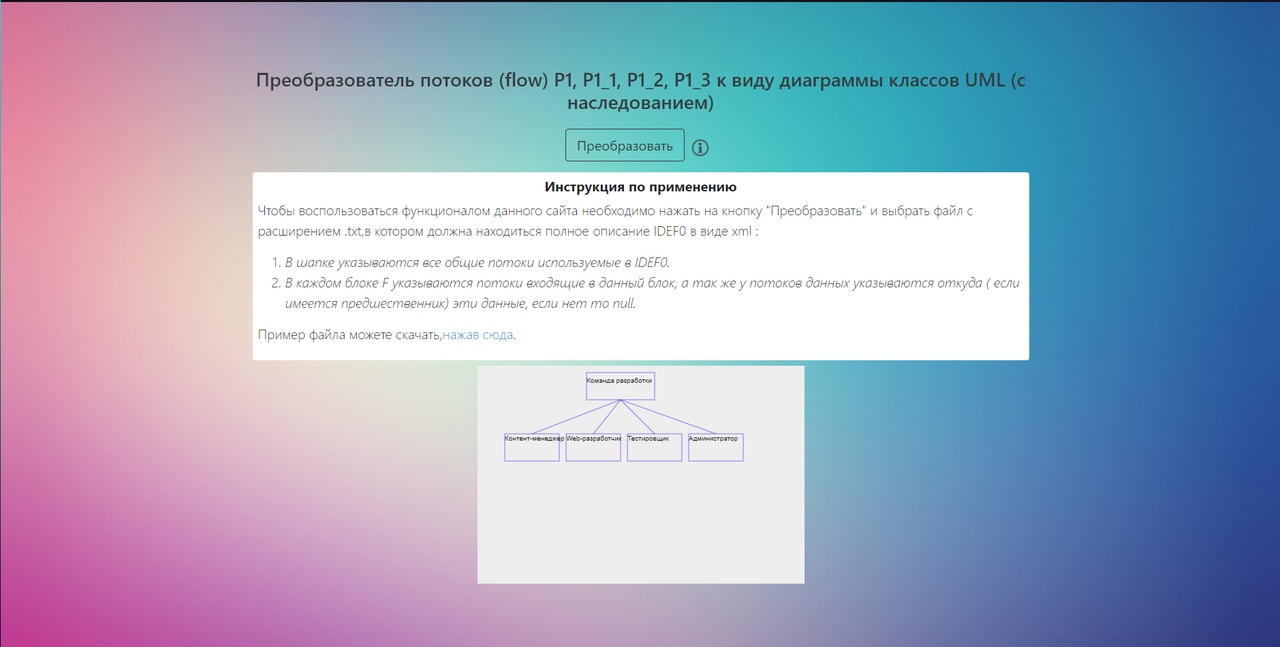 Преобразователь потоков (flow) P1, P1_1, P1_2, P1_3 к виду диаграммы классов UML (с
наследованием)
Преобразовать
Инструкция по применению
Чтобы воспользоваться функционалом данного сайта необходимо нажать на кнопку "Преобразовать" и выбрать файл с
расширением .txt,в котором должна находиться полное описание IDEF0 в виде xml :
1. В шапке указываются все общие потоки используемые в IDEF0.
2. В каждом блоке F указываются потоки входящие в данный блок, а так же у потоков данных указываются откуда ( если
имеется предшественник) эти данные, если нет то null.
Пример файла можете скачать,нажав сюда.
Команда разработки
Контент-менеджер Web-разработчик Тестировщик Администратор